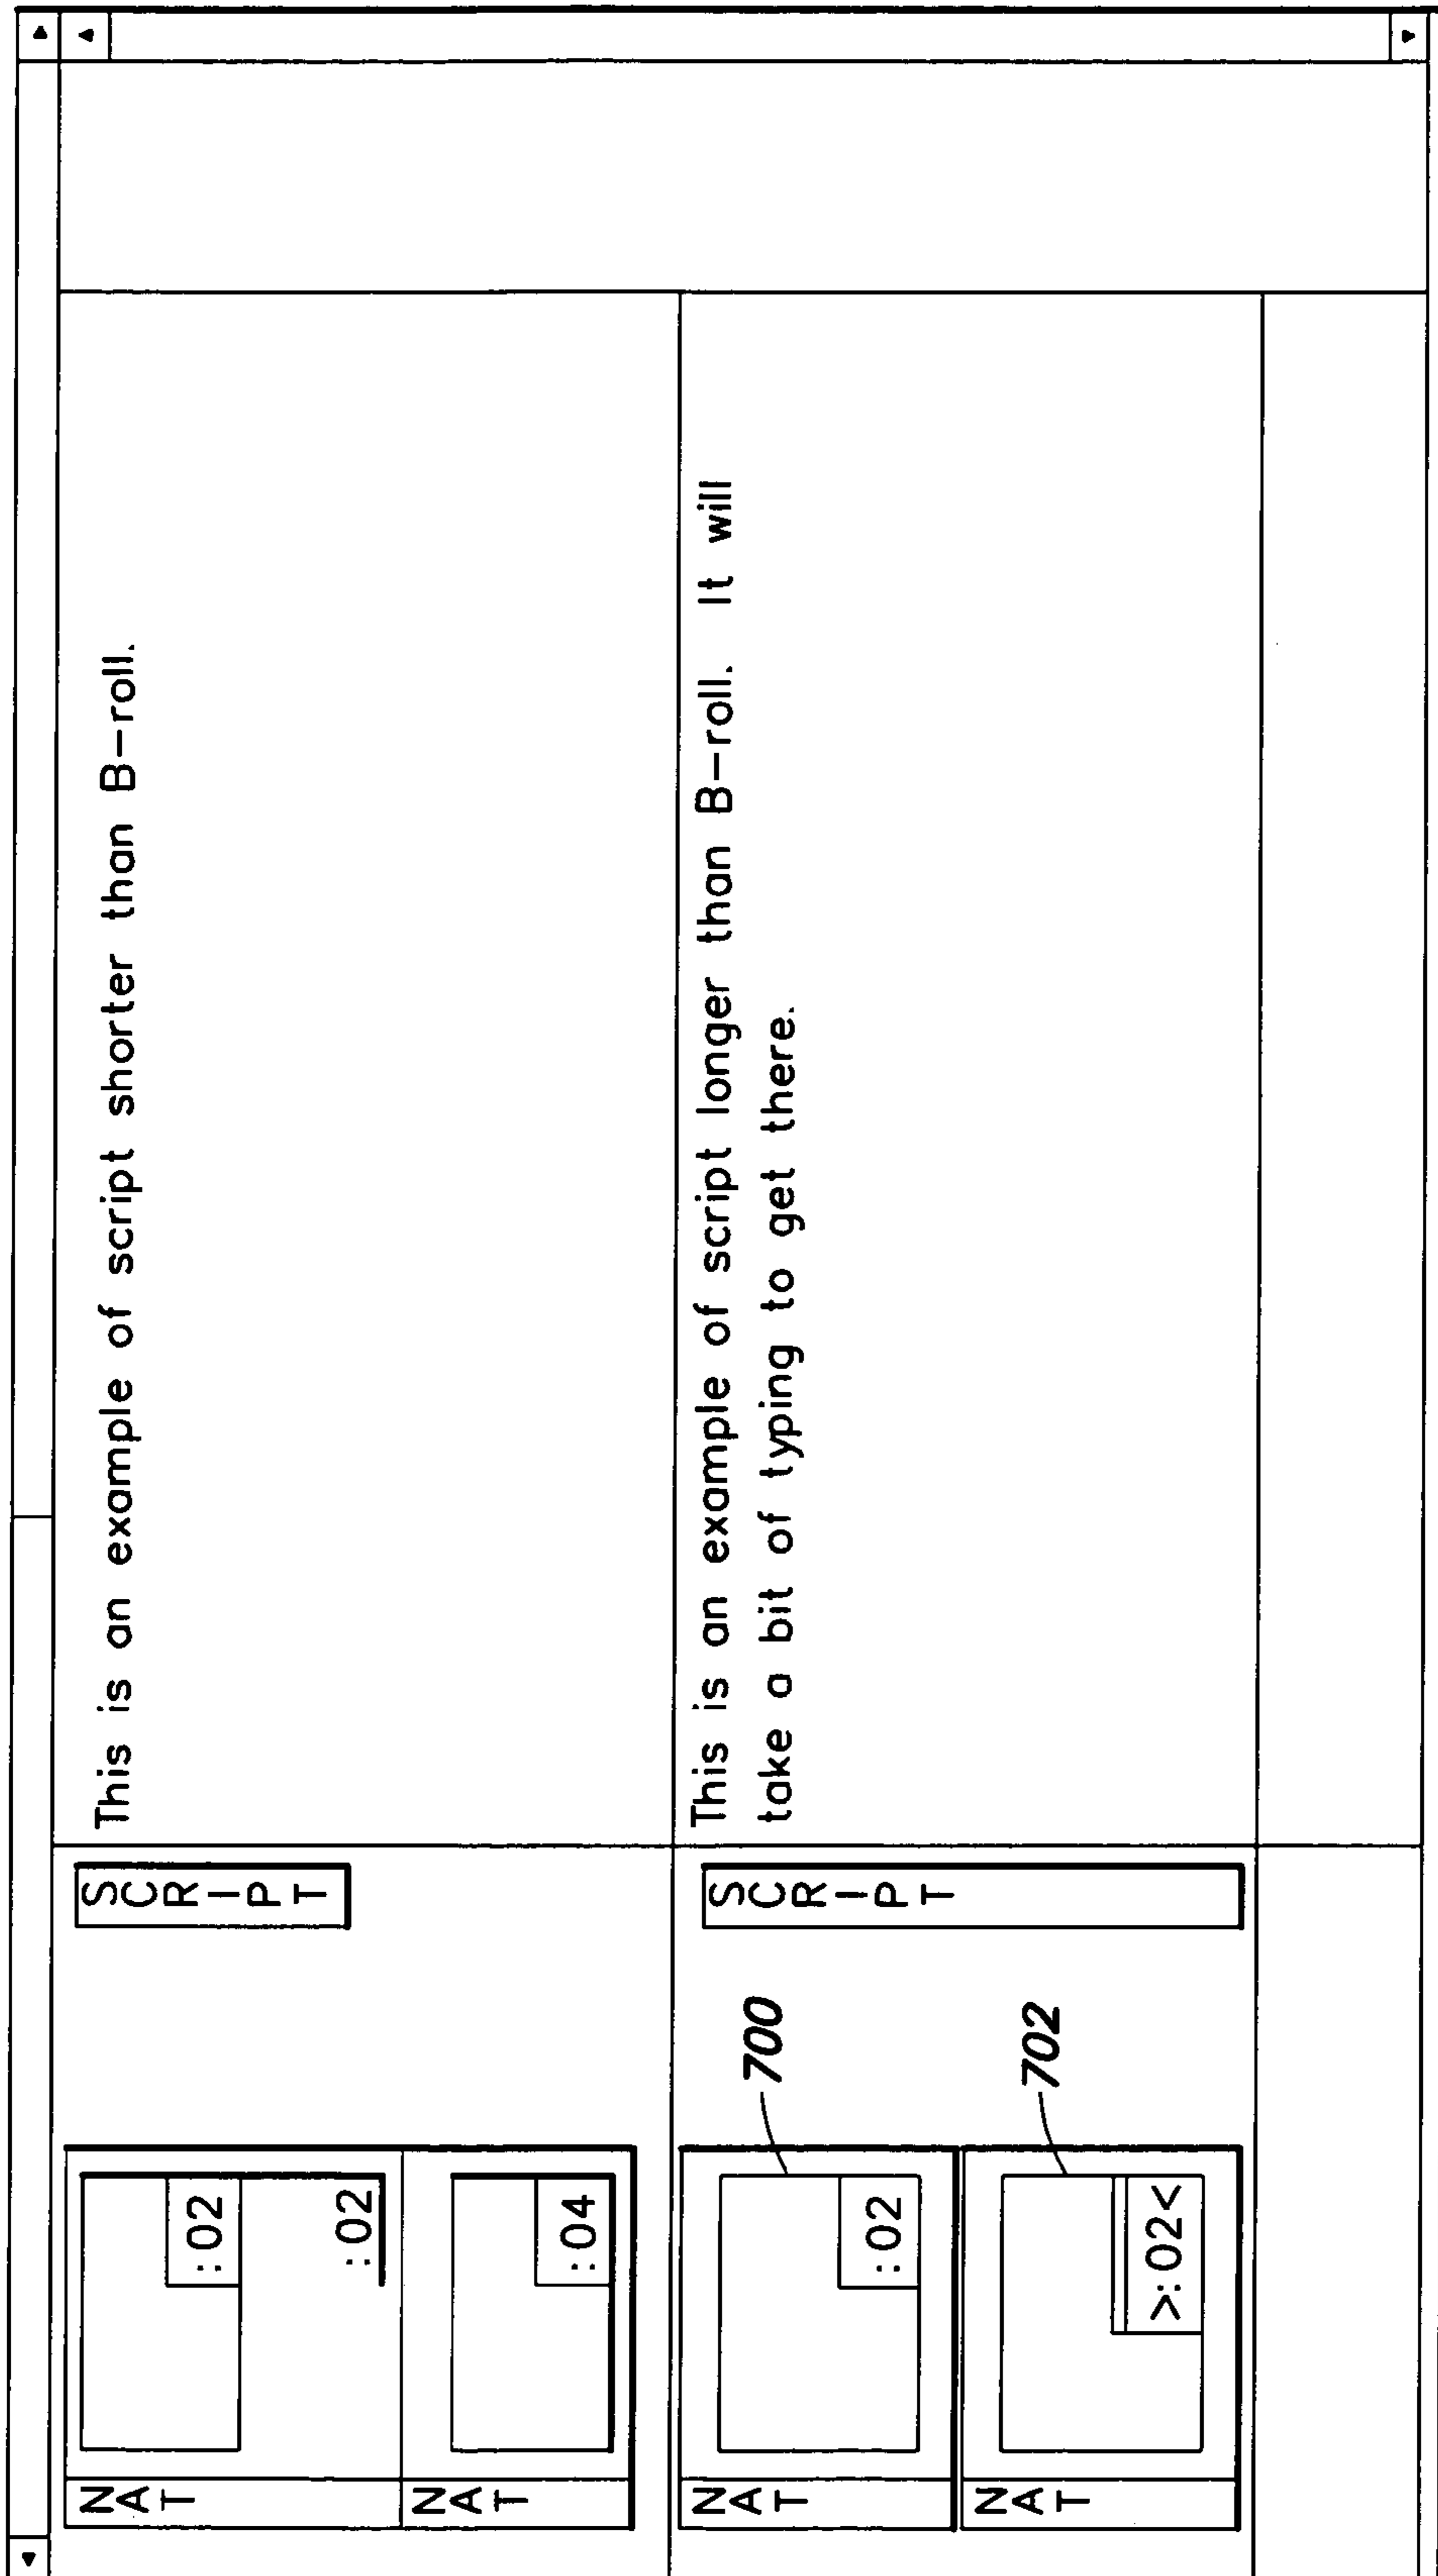 NAT
:02
:02
NAT
:04
SCRIPT
This is an example of script shorter than B-roll.
NAT
:02
700
NAT
>:02<
702
SCRIPT
This is an example of script longer than B-roll. It will
take a bit of typing to get there.